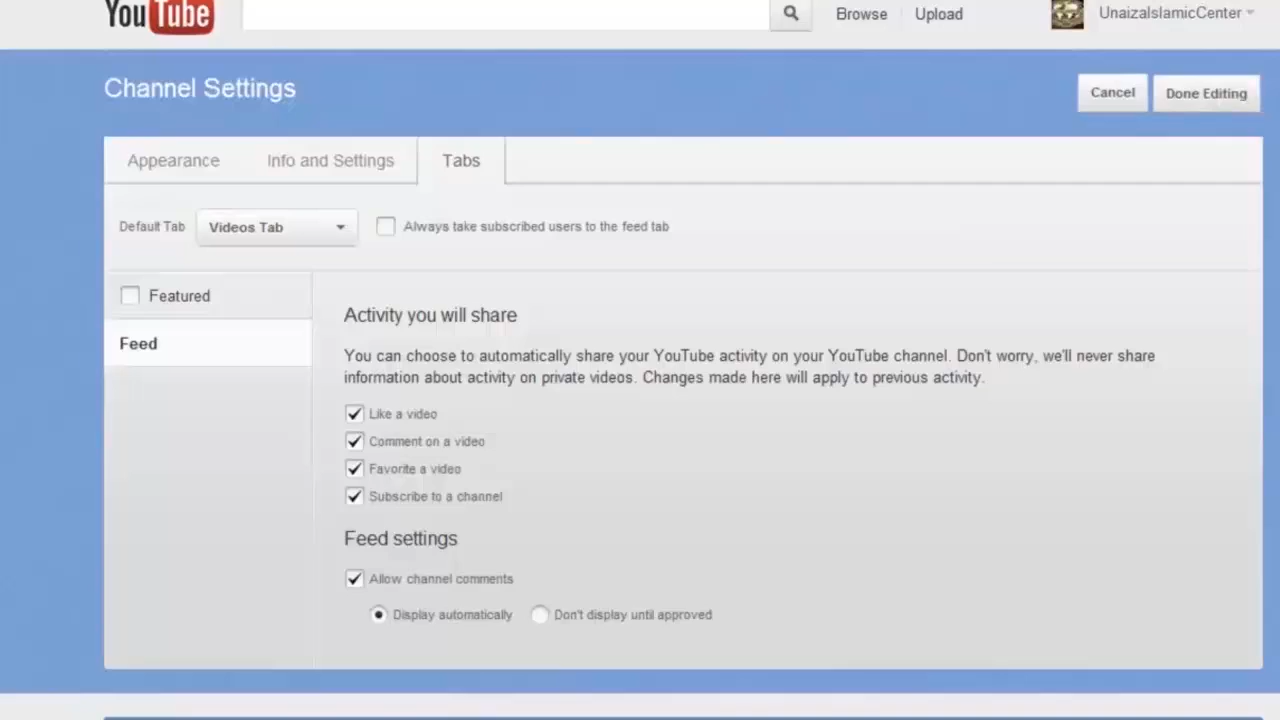 YouTube
Browse
Upload
UnaizaIslamicCenter
Channel Settings
Cancel
Done Editing
Appearance
Info and Settings
Tabs
Default Tab
Videos Tab
Always take subscribed users to the feed tab
Featured
Feed
Activity you will share
You can choose to automatically share your YouTube activity on your YouTube channel. Don't worry, we'll never share
information about activity on private videos. Changes made here will apply to previous activity.
Like a video
Comment on a video
Favorite a video
Subscribe to a channel
Feed settings
Allow channel comments
Display automatically
Don't display until approved